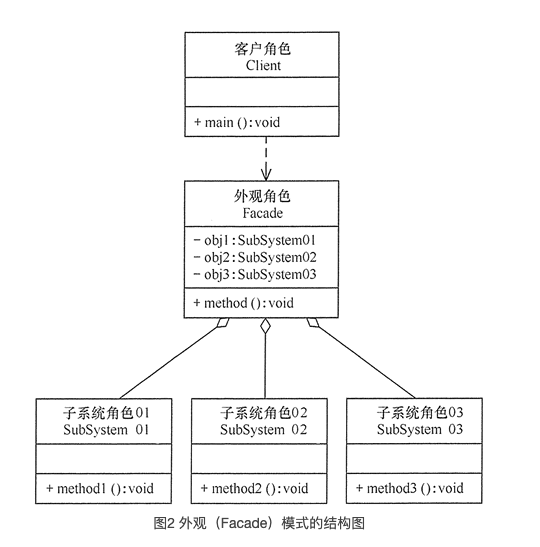 客户角色
Client
+ main ():void
外观角色
Facade
- obj1:SubSystem01
- obj2:SubSystem02
- obj3:SubSystem03
+ method ():void
子系统角色01
SubSystem 01
+ method1 ():void
子系统角色02
SubSystem 02
+ method2 ():void
子系统角色03
SubSystem 03
+ method3 ():void
图2 外观（Facade）模式的结构图